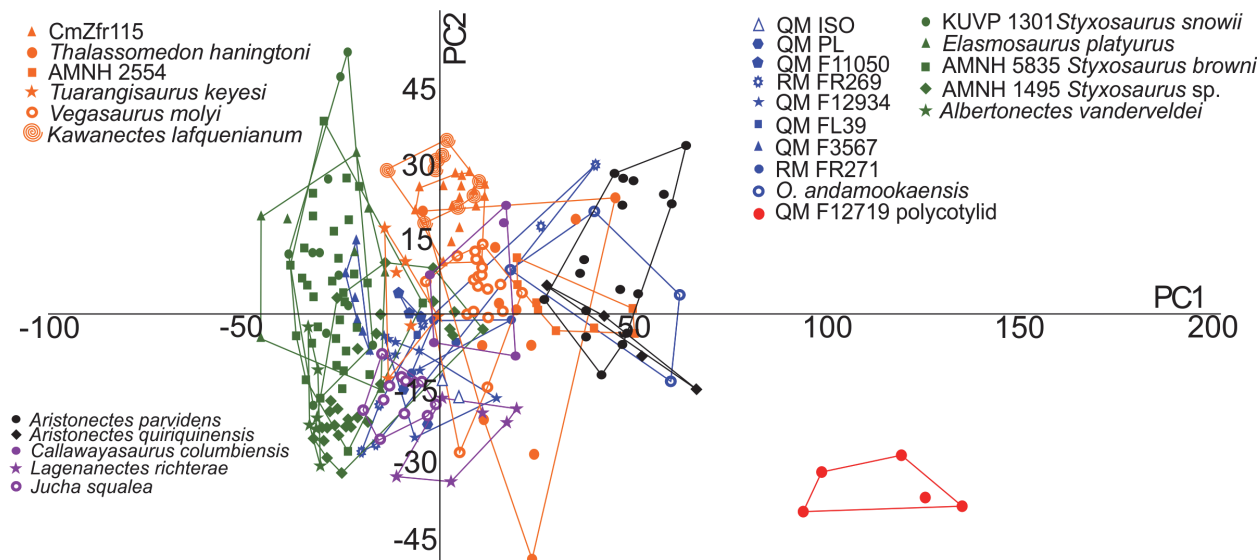 CmZfr115
Thalassomedon haningtoni
AMNH 2554
Tuarangisaurus keyesi
Vegasaurus molyi
Kawanectes lafquenianum
PC2
45
30
15
-15
-30
-45
QM ISO
QM PL
QM F11050
RM FR269
QM F12934
QM FL39
QM F3567
RM FR271
O. andamookaensis
QM F12719 polycotylid
KUVP 1301Styxosaurus snowii
Elasmosaurus platyurus
AMNH 5835 Styxosaurus browni
AMNH 1495 Styxosaurus sp.
Albertonectes vanderveldei
PC1
-100
-50
50
100
150
200
Aristonectes parvidens
Aristonectes quiriquinensis
Callawayasaurus columbiensis
Lagenanectes richterae
Jucha squalea